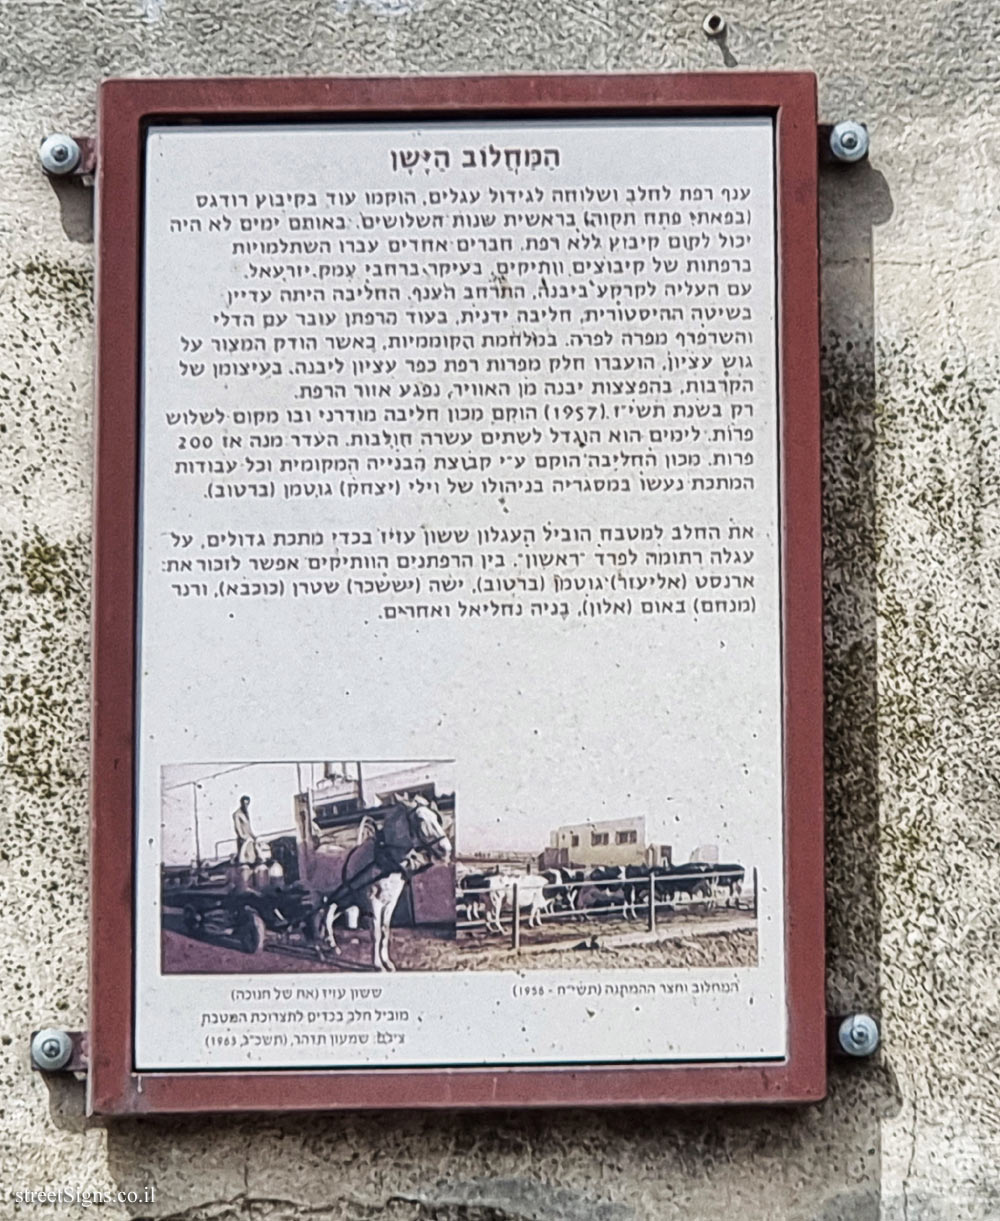 הַמַּחְלוֹב הַיָּשָׁן
ענף רפת לחלב ושלוחה לגידול עגלים, הוקמו עוד בקיבוץ רודגס
(בפאתי פתח תקוה) בראשית שנות השלושים. באותם ימים לא היה
יכול לקום קיבוץ ללא רפת. חברים אחדים עברו השתלמויות
ברפתות של קיבוצים וותיקים, בעיקר ברחבי עמק יזרעאל.
עם העליה לקרקע ביבנה, התרחב הענף. החליבה היתה עדיין
בשיטה ההיסטורית, חליבה ידנית, בעוד הרפתן עובר עם הדלי
והשרפרף מפרה לפרה. במלחמת הקוממיות, כאשר הודק המצור על
גוש עציון, הועברו חלק מפרות רפת כפר עציון ליבנה. בעיצומן של
הקרבות, בהפצצות יבנה מן האוויר, נפגע אזור הרפת.
רק בשנת תשי״ז (1957) הוקם מכון חליבה מודרני ובו מקום לשלוש
פרות. לימים הוא הוגדל לשתים עשרה חולבות. העדר מנה אז 200
פרות. מכון החליבה הוקם ע״י קבוצת הבנייה המקומית וכל עבודות
המתכת נעשו במסגריה בניהולו של וילי (יצחק) גוטמן (ברטוב).
את החלב למטבח הוביל העגלון ששון עזיז בכדי מתכת גדולים, על
עגלה רתומה לפרד ״ראשון״. בין הרפתנים הוותיקים אפשר לזכור את:
ארנסט (אליעזר) גוטמן (ברטוב), ישה (יששכר) שטרן (כוכבא), ורנר
(מנחם) באום (אלון), בניה נחליאל ואחרים.
המחלוב וחצר ההמתנה (תשי״ח - 1958)
ששון עזיז (אח של חנוכה)
מוביל חלב בכדים לתצרוכת המטבח
צילם: שמעון תזהר, (תשכ״ג, 1963)
streetSigns.co.il